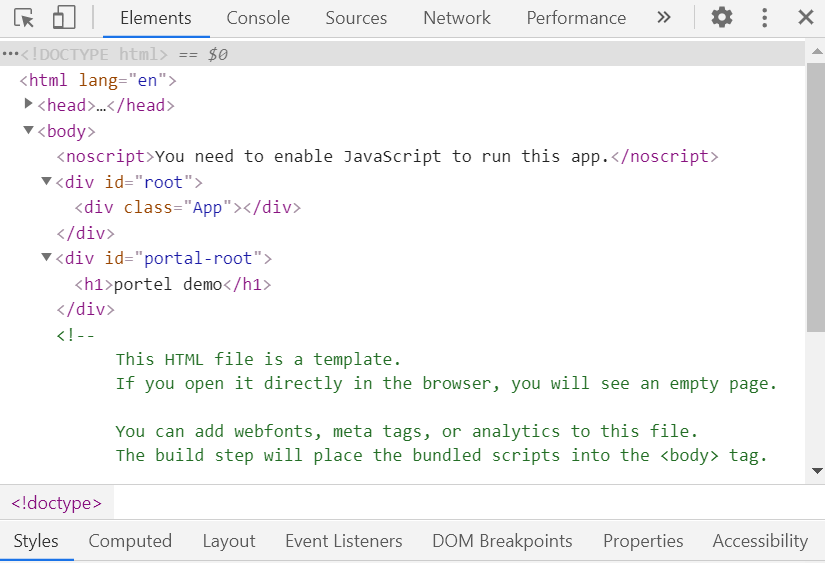 Elements Console Sources Network Performance »
…<!DOCTYPE html> == $0
<html lang="en">
<head>…</head>
<body>
<noscript>You need to enable JavaScript to run this app.</noscript>
<div id="root">
<div class="App"></div>
</div>
<div id="portal-root">
<h1>portel demo</h1>
</div>
<!--
This HTML file is a template.
If you open it directly in the browser, you will see an empty page.
You can add webfonts, meta tags, or analytics to this file.
The build step will place the bundled scripts into the <body> tag.
<!doctype>
Styles Computed Layout Event Listeners DOM Breakpoints Properties Accessibility